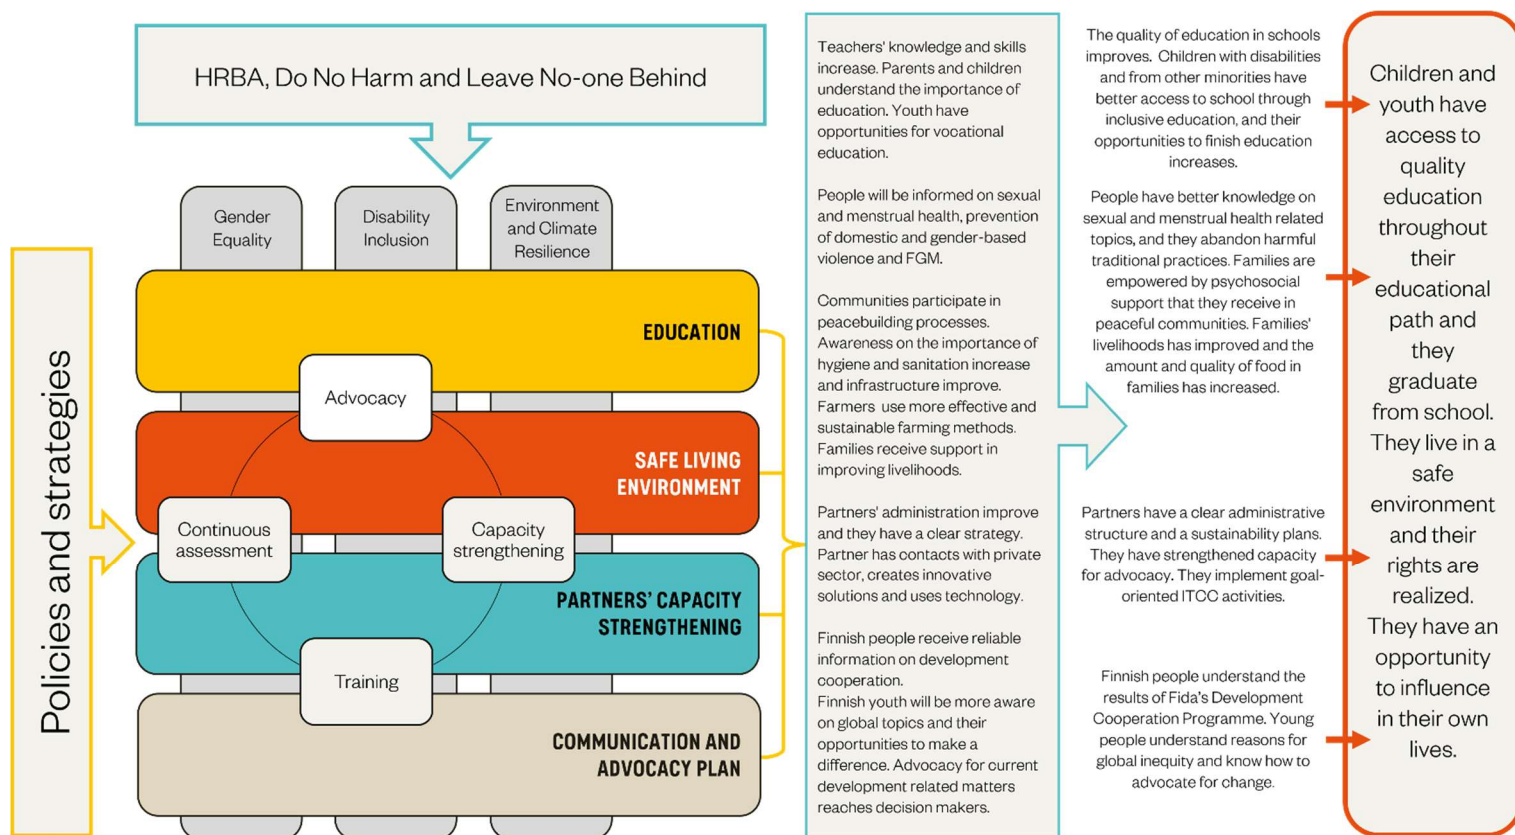 HRBA, Do No Harm and Leave No-one Behind
Policies and strategies
Gender
Equality
Disability
Inclusion
Environment
and Climate
Resilience
EDUCATION
Advocacy
SAFE LIVING
ENVIRONMENT
Continuous
assessment
Capacity
strengthening
PARTNERS' CAPACITY
STRENGTHENING
Training
COMMUNICATION AND
ADVOCACY PLAN
Teachers' knowledge and skills
increase. Parents and children
understand the importance of
education. Youth have
opportunities for vocational
education.
People will be informed on sexual
and menstrual health, prevention
of domestic and gender-based
violence and FGM.
Communities participate in
peacebuilding processes.
Awareness on the importance of
hygiene and sanitation increase
and infrastructure improve.
Farmers use more effective and
sustainable farming methods.
Families receive support in
improving livelihoods.
Partners' administration improve
and they have a clear strategy.
Partner has contacts with private
sector, creates innovative
solutions and uses technology.
Finnish people receive reliable
information on development
cooperation.
Finnish youth will be more aware
on global topics and their
opportunities to make a
difference. Advocacy for current
development related matters
reaches decision makers.
The quality of education in schools
improves. Children with disabilities
and from other minorities have
better access to school through
inclusive education, and their
opportunities to finish education
increases.
People have better knowledge on
sexual and menstrual health related
topics, and they abandon harmful
traditional practices. Families are
empowered by psychosocial
support that they receive in
peaceful communities. Families'
livelihoods has improved and the
amount and quality of food in
families has increased.
Partners have a clear administrative
structure and a sustainability plans.
They have strengthened capacity
for advocacy. They implement goal-
oriented ITCC activities.
Finnish people understand the
results of Fida's Development
Cooperation Programme. Young
people understand reasons for
global inequity and know how to
advocate for change.
Children and
youth have
access to
quality
education
throughout
their
educational
path and
they
graduate
from school.
They live in a
safe
environment
and their
rights are
realized.
They have an
opportunity
to influence
in their own
lives.